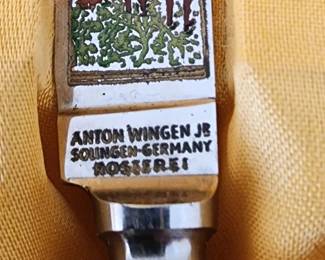 ANTON WINGEN JR
SOLINGEN-GERMANY
ROSTFREI